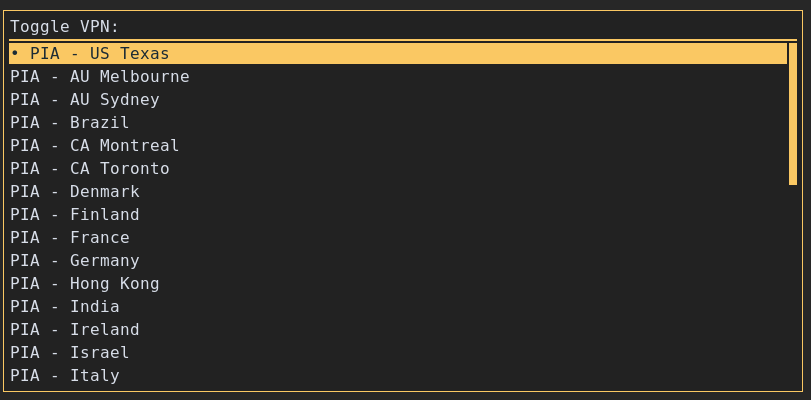 Toggle VPN:
• PIA - US Texas
PIA - AU Melbourne
PIA - AU Sydney
PIA - Brazil
PIA - CA Montreal
PIA - CA Toronto
PIA - Denmark
PIA - Finland
PIA - France
PIA - Germany
PIA - Hong Kong
PIA - India
PIA - Ireland
PIA - Israel
PIA - Italy